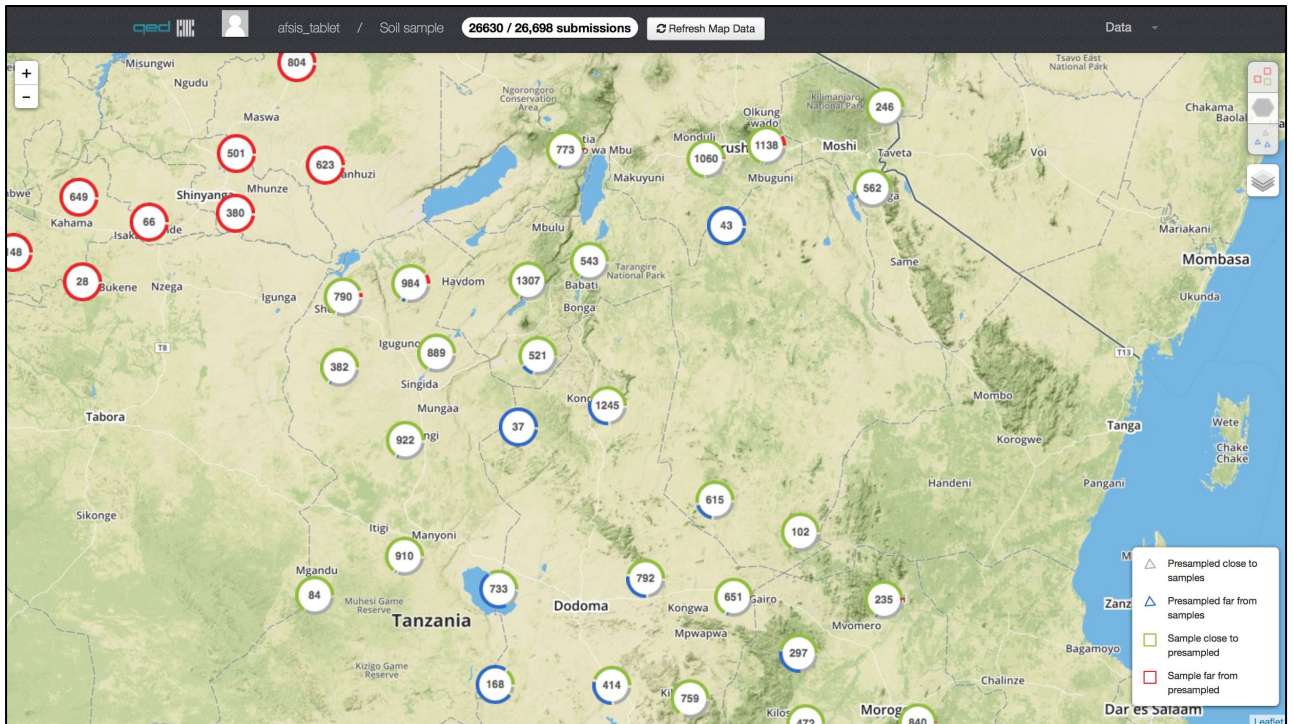 qed
afsis_tablet / Soil sample 26630 / 26,698 submissions Refresh Map Data Data
+
−
Misungwi
804
Ngudu
Tsavo East
National Park
Ngorongoro
Conservation
Area
Kilimanjaro
National Park
246
Chakama
Maswa
Olkung
wado
501
623
773
Monduli
1060
1138
Moshi
Taveta
Voi
wa Mbu
Makuyuni
Mbuguni
Shinyanga
Mhunze
562
649
66
380
43
Kahama
Mbulu
Mariakani
148
543
Tarangire
National Park
Same
Mombasa
28
Bukene
Nzega
984
1307
Babati
Igunga
790
Ukunda
Bonga
T8
889
521
T13
382
Singida
Mombo
Mungaa
1245
Tabora
37
Tanga
Wete
922
Korogwe
Chake
Chake
615
Handeni
Pangani
Sikonge
102
Itigi
Manyoni
910
Mgandu
84
733
792
651
Gairo
235
Muhesi Game
Reserve
Dodoma
Kongwa
Tanzania
Mpwapwa
Mvomero
297
Bagamoyo
Kizigo Game
Reserve
168
414
759
Chalinze
472
840
Dar es Salaam
Presampled close to
samples
Presampled far from
samples
Sample close to
presampled
Sample far from
presampled
Leaflet